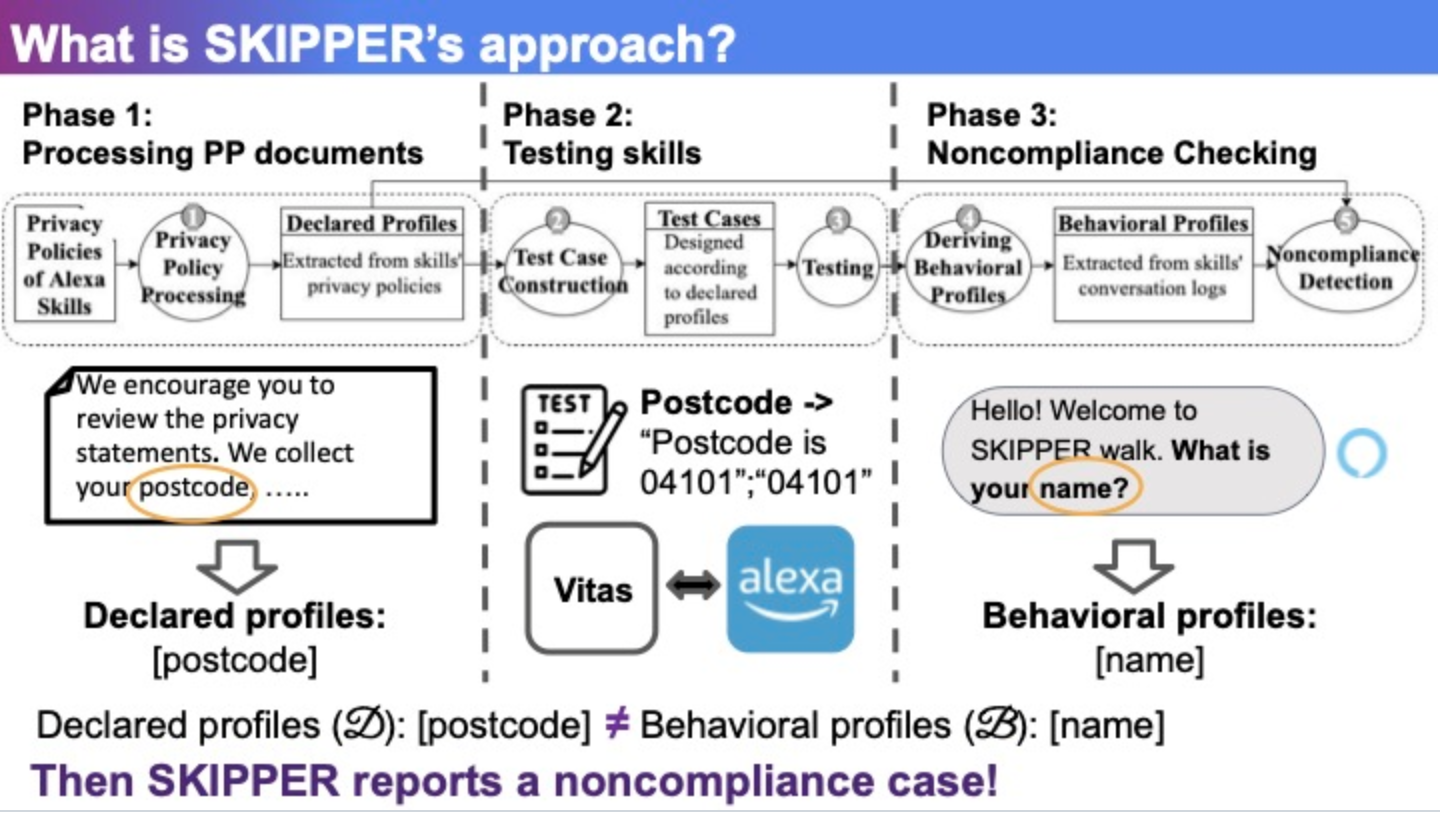 What is SKIPPER's approach?
Phase 1:
Processing PP documents
Phase 2:
Testing skills
Phase 3:
Noncompliance Checking
Privacy
Policies
of Alexa
Skills
1
Privacy
Policy
Processing
Declared Profiles
Extracted from skills'
privacy policies
2
Test Case
Construction
Test Cases
Designed
according
to declared
profiles
3
Testing
4
Deriving
Behavioral
Profiles
Behavioral Profiles
Extracted from skills'
conversation logs
5
Noncompliance
Detection
We encourage you to
review the privacy
statements. We collect
your postcode, …..
Declared profiles:
[postcode]
TEST
Postcode ->
“Postcode is
04101”;“04101”
Vitas
alexa
Hello! Welcome to
SKIPPER walk. What is
your name?
Behavioral profiles:
[name]
Declared profiles (𝒟): [postcode] ≠ Behavioral profiles (ℬ): [name]
Then SKIPPER reports a noncompliance case!